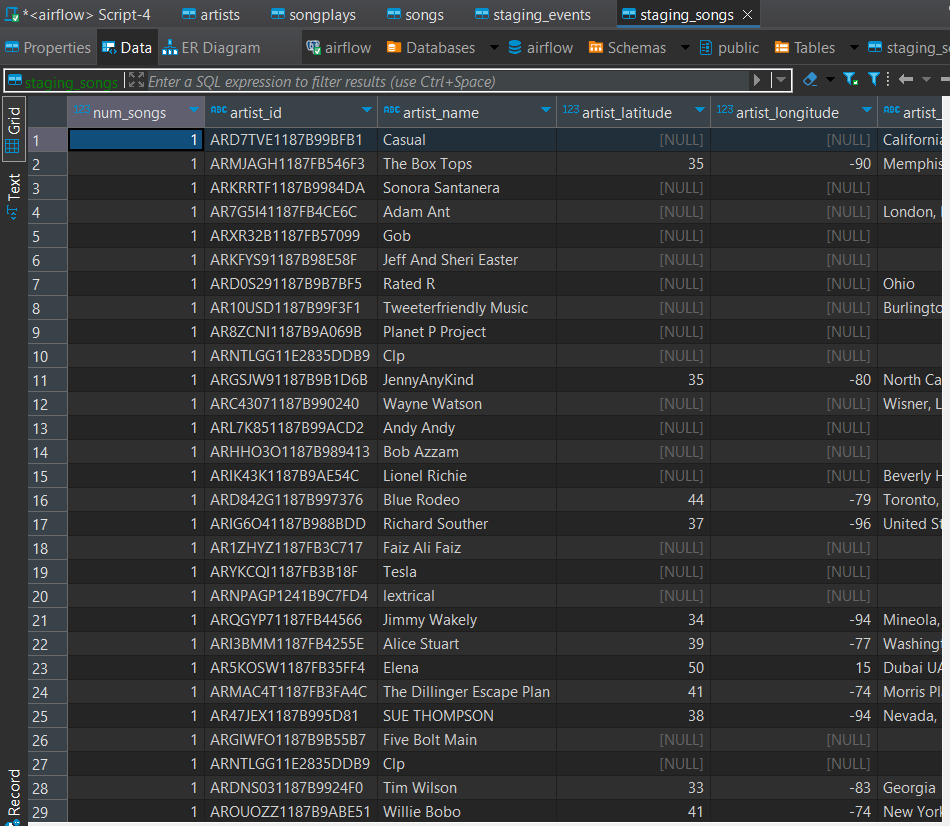 *<airflow> Script-4 artists songplays songs staging_events staging_songs
Properties Data ER Diagram airflow Databases airflow Schemas public Tables staging_so
staging_songs Enter a SQL expression to filter results (use Ctrl+Space)
Grid
Text
Record
123 num_songs ABC artist_id ABC artist_name 123 artist_latitude 123 artist_longitude ABC artist_
1 1 ARD7TVE1187B99BFB1 Casual [NULL] [NULL] California
2 1 ARMJAGH1187FB546F3 The Box Tops 35 -90 Memphis
3 1 ARKRRTF1187B9984DA Sonora Santanera [NULL] [NULL]
4 1 AR7G5I41187FB4CE6C Adam Ant [NULL] [NULL] London,
5 1 ARXR32B1187FB57099 Gob [NULL] [NULL]
6 1 ARKFYS91187B98E58F Jeff And Sheri Easter [NULL] [NULL]
7 1 ARD0S291187B9B7BF5 Rated R [NULL] [NULL] Ohio
8 1 AR10USD1187B99F3F1 Tweeterfriendly Music [NULL] [NULL] Burlingto
9 1 AR8ZCNI1187B9A069B Planet P Project [NULL] [NULL]
10 1 ARNTLGG11E2835DDB9 Clp [NULL] [NULL]
11 1 ARGSJW91187B9B1D6B JennyAnyKind 35 -80 North Ca
12 1 ARC43071187B990240 Wayne Watson [NULL] [NULL] Wisner, L
13 1 ARL7K851187B99ACD2 Andy Andy [NULL] [NULL]
14 1 ARHHO3O1187B989413 Bob Azzam [NULL] [NULL]
15 1 ARIK43K1187B9AE54C Lionel Richie [NULL] [NULL] Beverly H
16 1 ARD842G1187B997376 Blue Rodeo 44 -79 Toronto,
17 1 ARIG6O41187B988BDD Richard Souther 37 -96 United St
18 1 AR1ZHYZ1187FB3C717 Faiz Ali Faiz [NULL] [NULL]
19 1 ARYKCQI1187FB3B18F Tesla [NULL] [NULL]
20 1 ARNPAGP1241B9C7FD4 lextrical [NULL] [NULL]
21 1 ARQGYP71187FB44566 Jimmy Wakely 34 -94 Mineola,
22 1 ARI3BMM1187FB4255E Alice Stuart 39 -77 Washingt
23 1 AR5KOSW1187FB35FF4 Elena 50 15 Dubai UA
24 1 ARMAC4T1187FB3FA4C The Dillinger Escape Plan 41 -74 Morris Pl
25 1 AR47JEX1187B995D81 SUE THOMPSON 38 -94 Nevada,
26 1 ARGIWFO1187B9B55B7 Five Bolt Main [NULL] [NULL]
27 1 ARNTLGG11E2835DDB9 Clp [NULL] [NULL]
28 1 ARDNS031187B9924F0 Tim Wilson 33 -83 Georgia
29 1 AROUOZZ1187B9ABE51 Willie Bobo 41 -74 New York